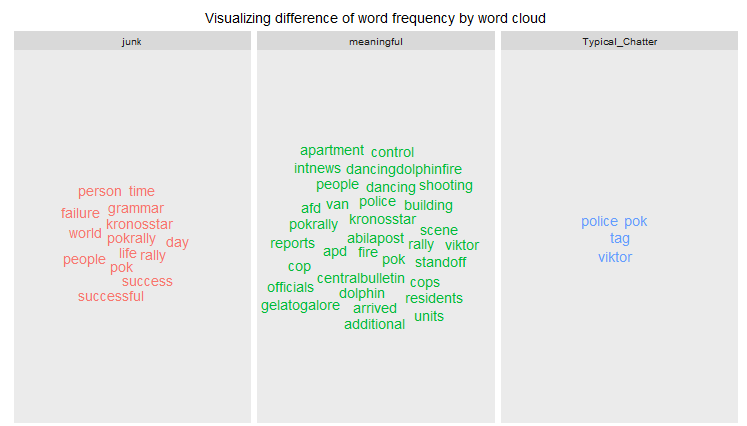 Visualizing difference of word frequency by word cloud
junk
person time
failure grammar
kronosstar
world pokrally day
life rally
people pok
success
successful
meaningful
apartment control
intnews dancingdolphinfire
people dancing shooting
afd van police building
pokrally kronosstar
scene
reports abilapost rally viktor
apd fire pok standoff
cop
centralbulletin cops
officials dolphin residents
gelatogalore arrived units
additional
Typical_Chatter
police pok
tag
viktor